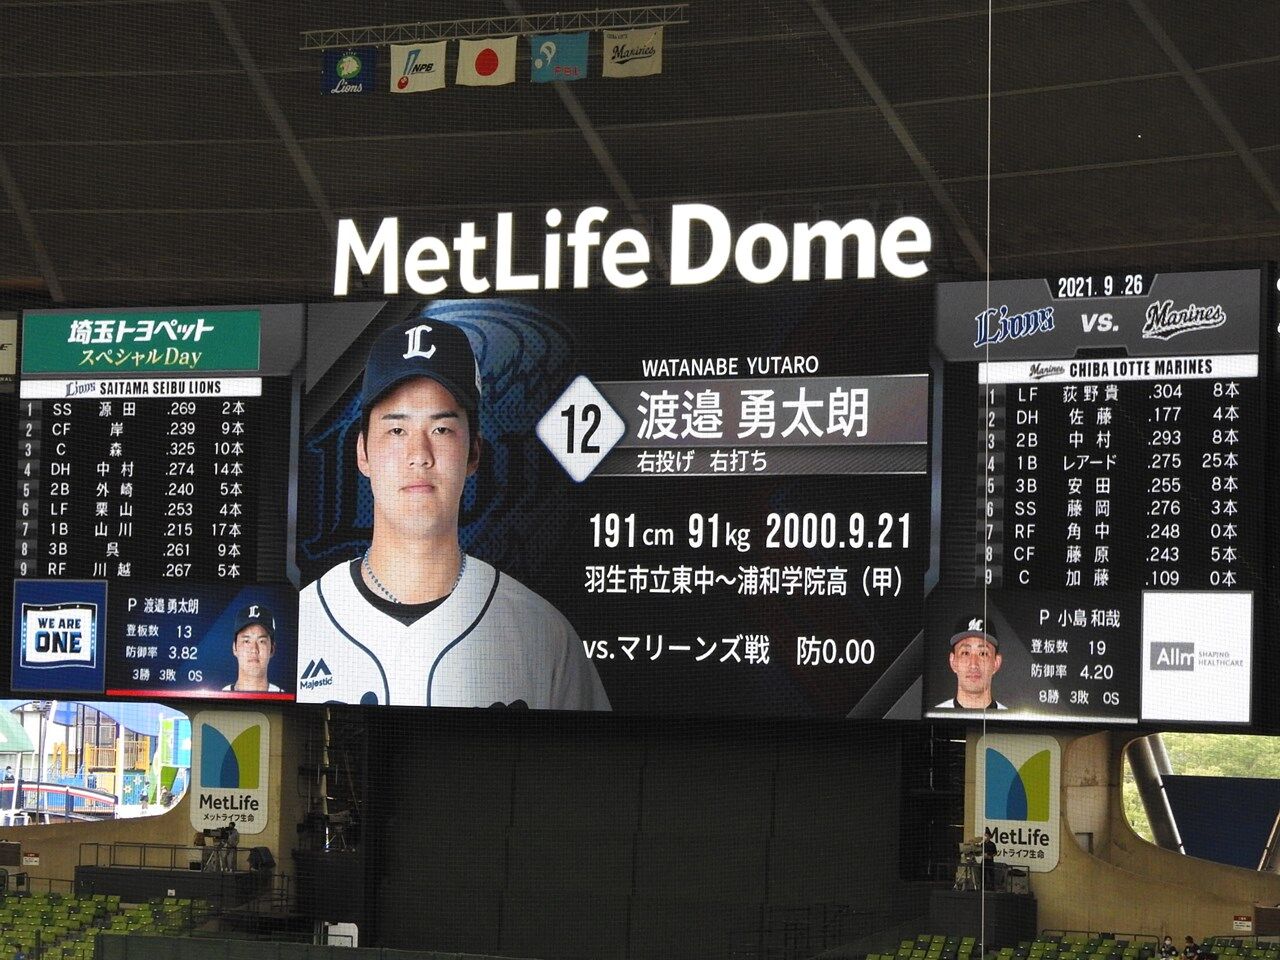 Lions
NPB
PBL
Marines
MetLife Dome
埼玉トヨペット
スペシャルDay
Lions SAITAMA SEIBU LIONS
1 SS 源田 .269 2本
2 CF 岸 .239 9本
3 C 森 .325 10本
4 DH 中村 .274 14本
5 2B 外崎 .240 5本
6 LF 栗山 .253 4本
7 1B 山川 .215 17本
8 3B 呉 .261 9本
9 RF 川越 .267 5本
WE ARE
ONE
P 渡邉 勇太朗
登板数 13
防御率 3.82
3勝 3敗 0S
L
WATANABE YUTARO
12
渡邉 勇太朗
右投げ 右打ち
191cm 91kg 2000.9.21
羽生市立東中～浦和学院高（甲）
vs.マリーンズ戦 防0.00
Majestic
2021. 9 .26
Lions vs. Marines
Marines CHIBA LOTTE MARINES
1 LF 荻野貴 .304 8本
2 DH 佐藤 .177 4本
3 2B 中村 .293 8本
4 1B レアード .275 25本
5 3B 安田 .255 8本
6 SS 藤岡 .276 3本
7 RF 角中 .248 0本
8 CF 藤原 .243 5本
9 C 加藤 .109 0本
P 小島 和哉
登板数 19
防御率 4.20
8勝 3敗 0S
Allm SHAPING
HEALTHCARE
MetLife
メットライフ生命
MetLife
メットライフ生命